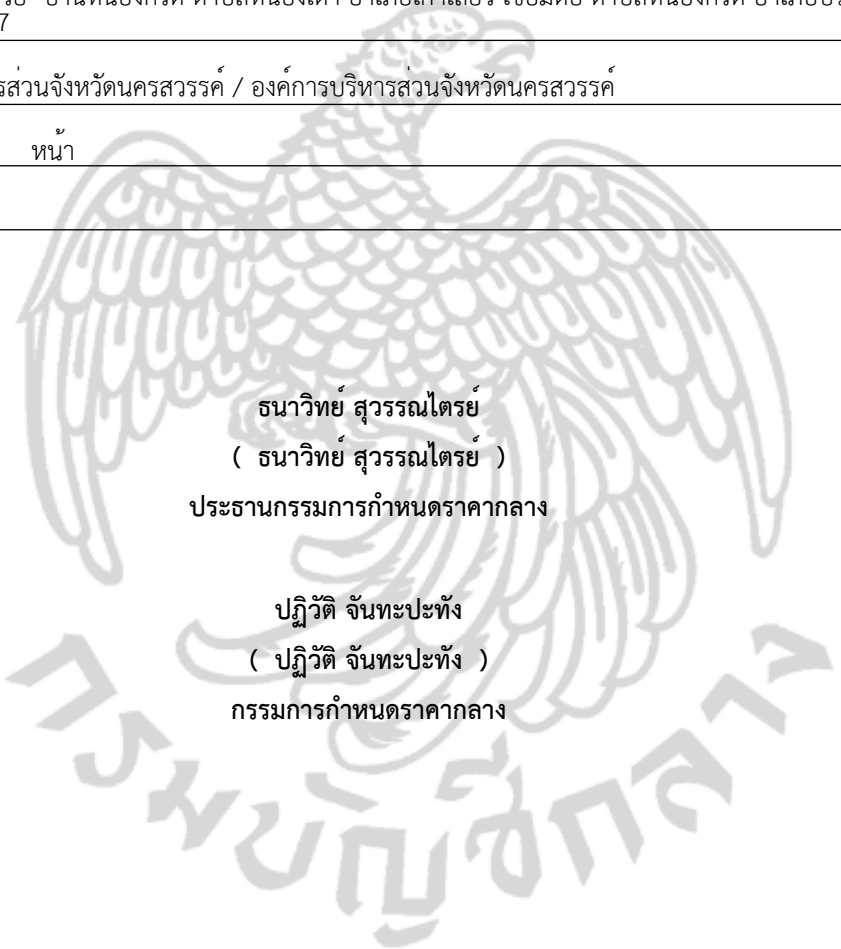 7
รส่วนจังหวัดนครสวรรค์ / องค์การบริหารส่วนจังหวัดนครสวรรค์
หน้า
ธนาวิทย์ สุวรรณไตรย์
( ธนาวิทย์ สุวรรณไตรย์ )
ประธานกรรมการกำหนดราคากลาง
ปฏิวัติ จันทะปะทัง
( ปฏิวัติ จันทะปะทัง )
กรรมการกำหนดราคากลาง
กรมบัญชีกลาง